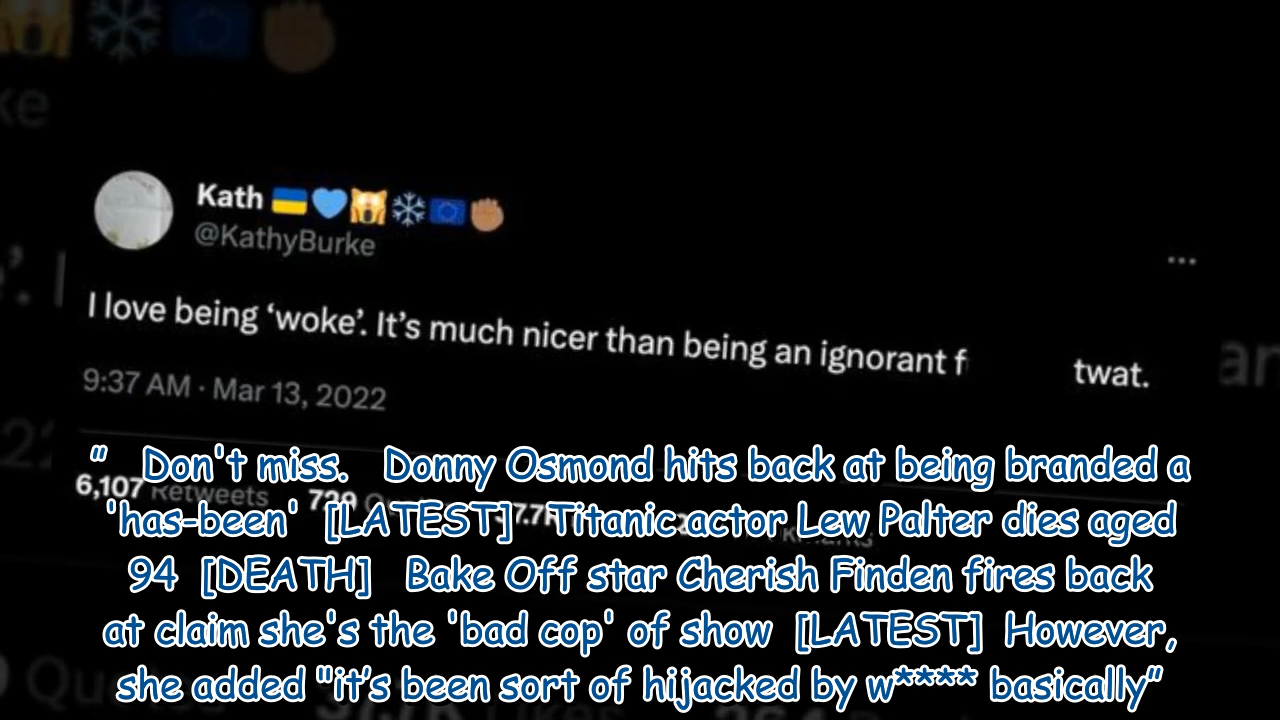 ke
Kath 🇺🇦💙🙀❄️🇪🇺✊🏽
@KathyBurke
...
I love being ‘woke’. It’s much nicer than being an ignorant f twat.
9:37 AM · Mar 13, 2022
6,107 Retweets 729
” Don't miss. Donny Osmond hits back at being branded a
'has-been' [LATEST] Titanic actor Lew Palter dies aged
94 [DEATH] Bake Off star Cherish Finden fires back
at claim she's the 'bad cop' of show [LATEST] However,
she added "it’s been sort of hijacked by w**** basically”